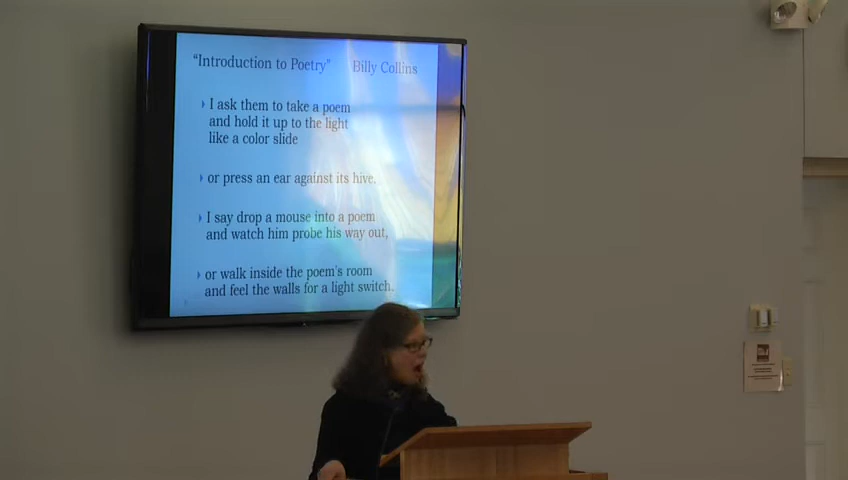 “Introduction to Poetry” Billy Collins
I ask them to take a poem
and hold it up to the light
like a color slide
or press an ear against its hive.
I say drop a mouse into a poem
and watch him probe his way out,
or walk inside the poem's room
and feel the walls for a light switch.